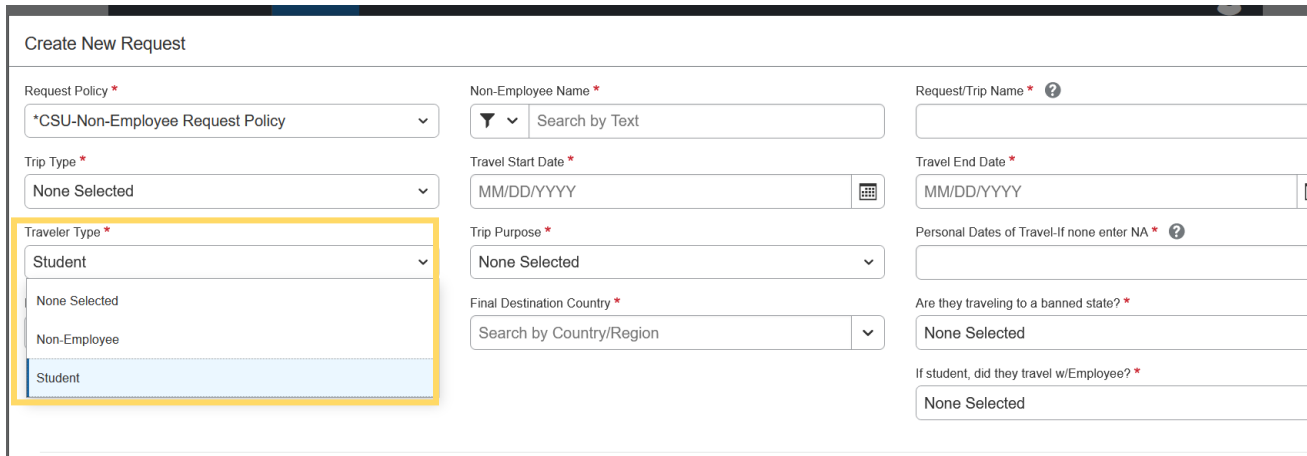 Create New Request
Request Policy * Non-Employee Name * Request/Trip Name * ?
*CSU-Non-Employee Request Policy Search by Text
Trip Type * Travel Start Date * Travel End Date *
None Selected MM/DD/YYYY MM/DD/YYYY
Traveler Type * Trip Purpose * Personal Dates of Travel-If none enter NA * ?
Student None Selected
None Selected Final Destination Country * Are they traveling to a banned state? *
Non-Employee Search by Country/Region None Selected
Student If student, did they travel w/Employee? *
None Selected